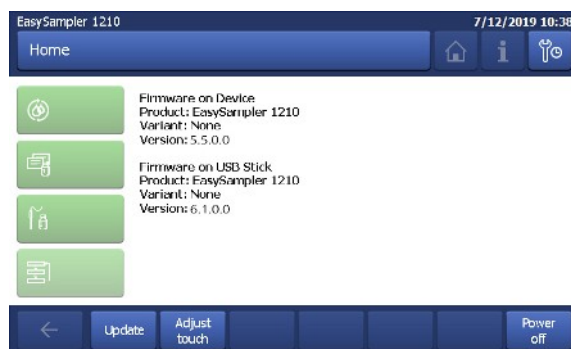 EasySampler 1210
7/12/2019 10:38
Home
Firmware on Device
Product: EasySampler 1210
Variant: None
Version: 5.5.0.0
Firmware on USB Stick
Product: EasySampler 1210
Variant: None
Version: 6.1.0.0
Update
Adjust
touch
Power
off